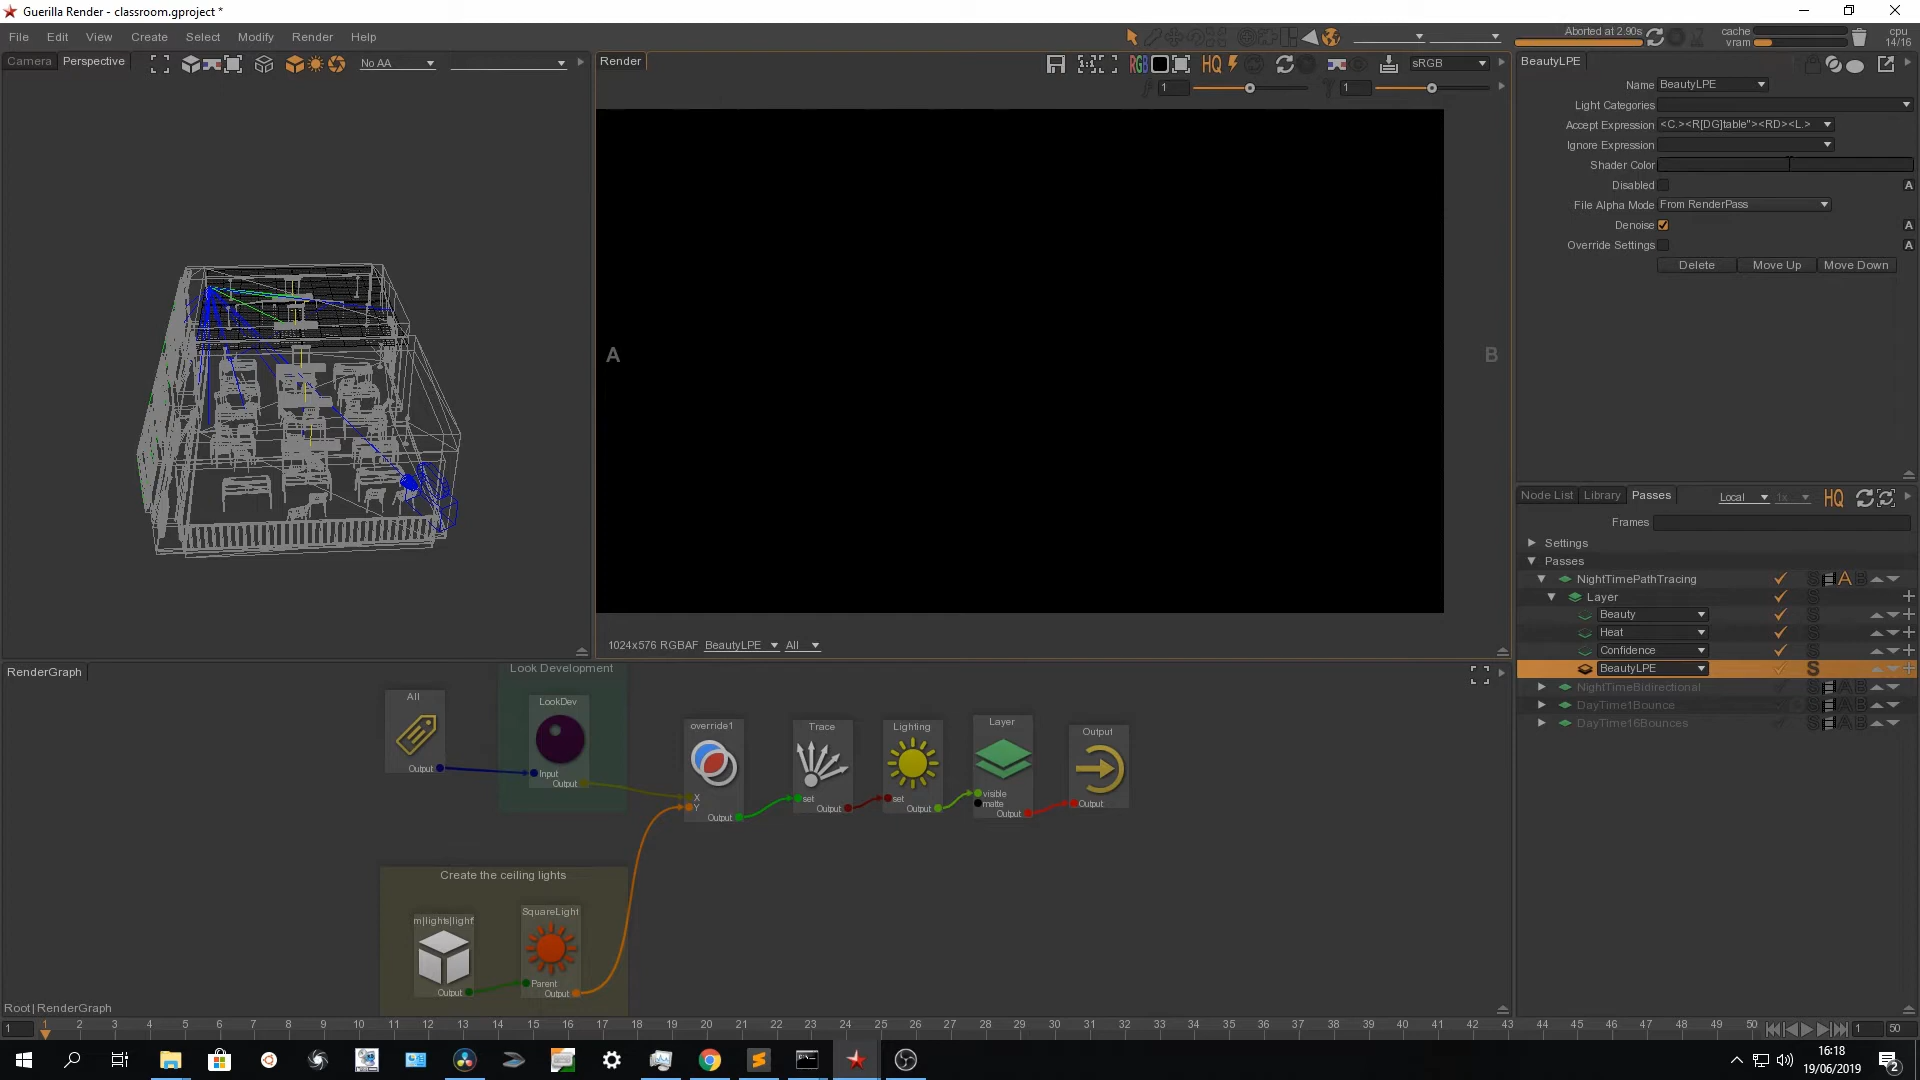 Guerilla Render - classroom.gproject *
File Edit View Create Select Modify Render Help
Aborted at 2.90s
cache
vram
cpu
14/16
Camera Perspective
No AA
Render
RGB
HQ
sRGB
1
1
A
B
1024x576 RGBAF BeautyLPE All
BeautyLPE
Name BeautyLPE
Light Categories
Accept Expression <C.><R[DG]table"><RD><L.>
Ignore Expression
Shader Color
Disabled A
File Alpha Mode From RenderPass
Denoise A
Override Settings A
Delete Move Up Move Down
Node List Library Passes Local 1x HQ
Frames
Settings
Passes
NightTimePathTracing S A B
Layer S
Beauty S
Heat S
Confidence S
BeautyLPE S
NightTimeBidirectional S A B
DayTime1Bounce A B
DayTime16Bounces S A B
RenderGraph
Look Development
All
Output
LookDev
Input
Output
override1
X
Y
Output
Trace
set
Output
Lighting
set
Output
Layer
visible
matte
Output
Output
Output
Create the ceiling lights
m|lights|lighf
Output
SquareLight
Parent
Output
Root|RenderGraph
1 1 2 3 4 5 6 7 8 9 10 11 12 13 14 15 16 17 18 19 20 21 22 23 24 25 26 27 28 29 30 31 32 33 34 35 36 37 38 39 40 41 42 43 44 45 46 47 48 49 50 1 50
16:18
19/06/2019
2